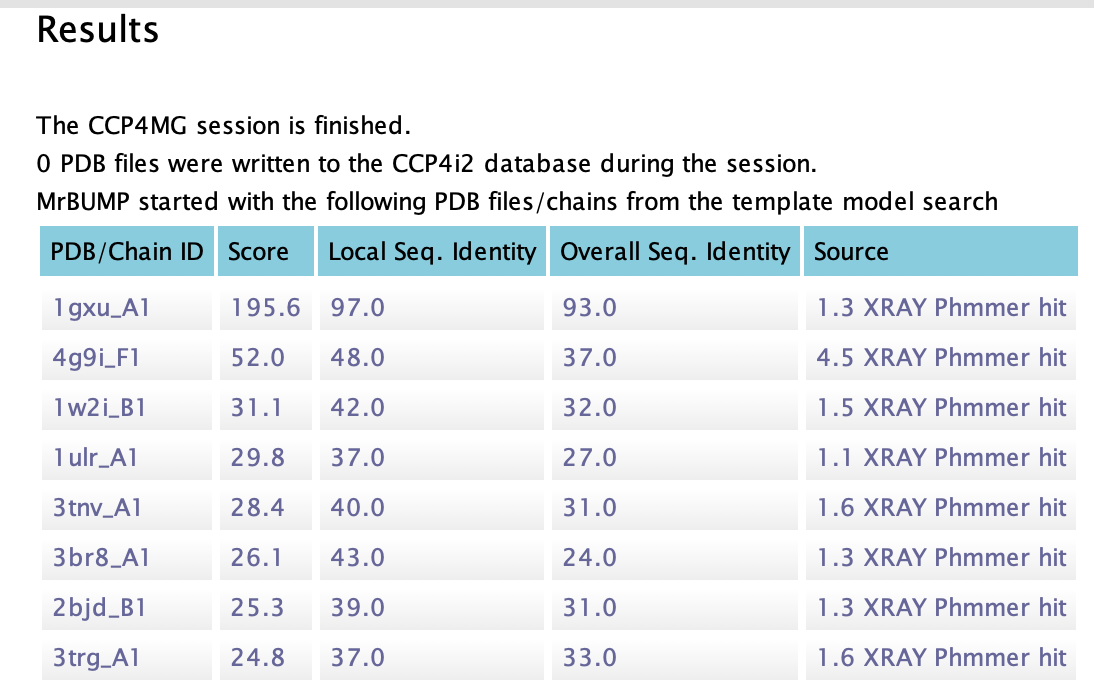 Results
The CCP4MG session is finished.
0 PDB files were written to the CCP4i2 database during the session.
MrBUMP started with the following PDB files/chains from the template model search
PDB/Chain ID Score Local Seq. Identity Overall Seq. Identity Source
1gxu_A1 195.6 97.0 93.0 1.3 XRAY Phmmer hit
4g9i_F1 52.0 48.0 37.0 4.5 XRAY Phmmer hit
1w2i_B1 31.1 42.0 32.0 1.5 XRAY Phmmer hit
1ulr_A1 29.8 37.0 27.0 1.1 XRAY Phmmer hit
3tnv_A1 28.4 40.0 31.0 1.6 XRAY Phmmer hit
3br8_A1 26.1 43.0 24.0 1.3 XRAY Phmmer hit
2bjd_B1 25.3 39.0 31.0 1.3 XRAY Phmmer hit
3trg_A1 24.8 37.0 33.0 1.6 XRAY Phmmer hit